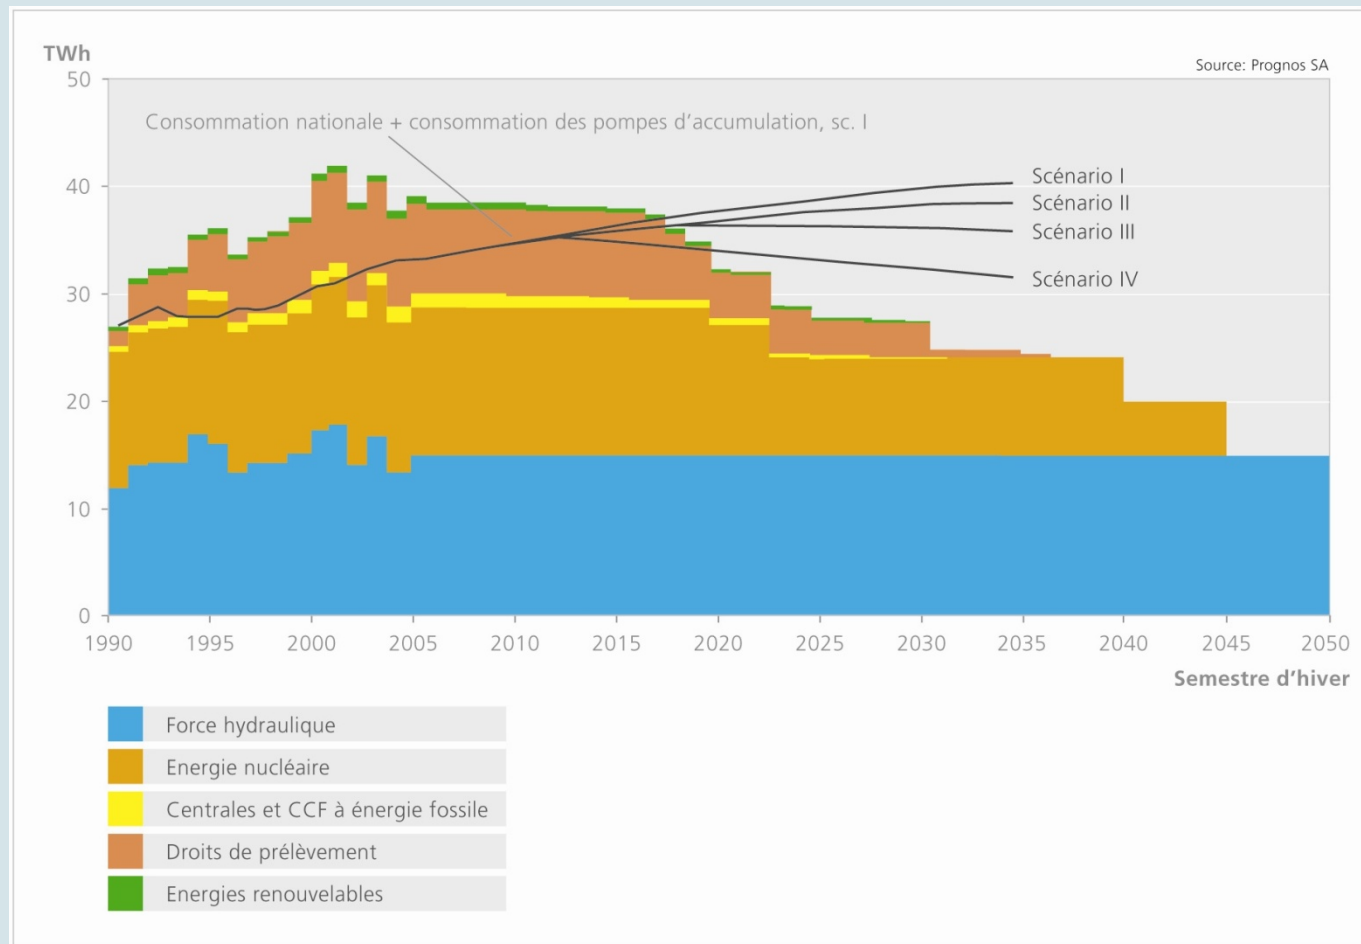 TWh
Source: Prognos SA
50
Consommation nationale + consommation des pompes d’accumulation, sc. I
40
Scénario I
Scénario II
Scénario III
Scénario IV
30
20
10
0
1990 1995 2000 2005 2010 2015 2020 2025 2030 2035 2040 2045 2050
Semestre d’hiver
Force hydraulique
Energie nucléaire
Centrales et CCF à énergie fossile
Droits de prélèvement
Energies renouvelables